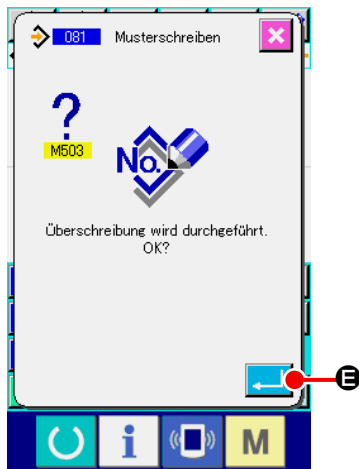 081 Musterschreiben
?
M503
No.
Überschreibung wird durchgeführt.
OK?
E
i M